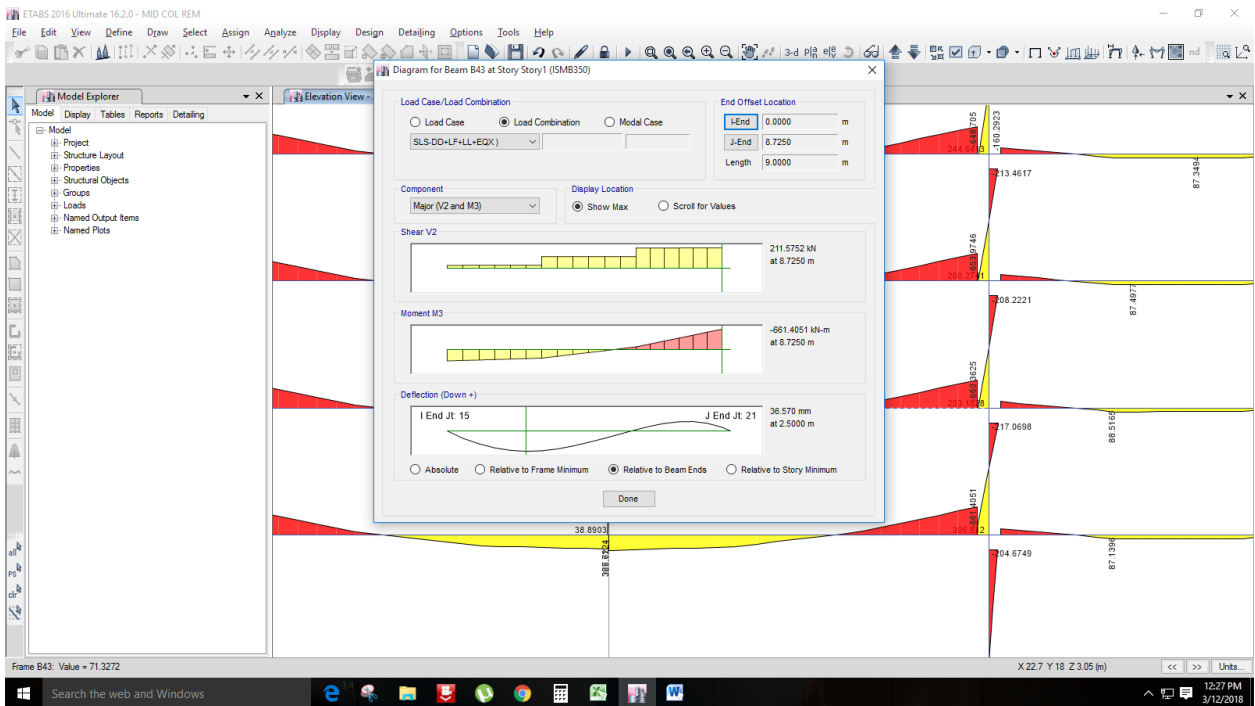 ETABS 2016 Ultimate 16.2.0 - MID COL REM
File Edit View Define Draw Select Assign Analyze Display Design Detailing Options Tools Help
3-d
nd
Model Explorer
Elevation View -
Model Display Tables Reports Detailing
Model
Project
Structure Layout
Properties
Structural Objects
Groups
Loads
Named Output Items
Named Plots
all
PS
clr
Diagram for Beam B43 at Story Story1 (ISMB350)
Load Case/Load Combination
Load Case Load Combination Modal Case
SLS-DD+LF+LL+EQX )
End Offset Location
I-End 0.0000 m
J-End 8.7250 m
Length 9.0000 m
Component
Major (V2 and M3)
Display Location
Show Max Scroll for Values
Shear V2
211.5752 kN
at 8.7250 m
Moment M3
-661.4051 kN-m
at 8.7250 m
Deflection (Down +)
I End Jt: 15 J End Jt: 21
36.570 mm
at 2.5000 m
Absolute Relative to Frame Minimum Relative to Beam Ends Relative to Story Minimum
Done
-160.2923
-213.4617
87.3494
-653.9746
-208.2221
87.4977
-217.0698
88.5165
-661.4051
38.8903
-204.6749
87.1396
Frame B43: Value = 71.3272
X 22.7 Y 18 Z 3.05 (m)
<< >> Units...
Search the web and Windows
12:27 PM
3/12/2018